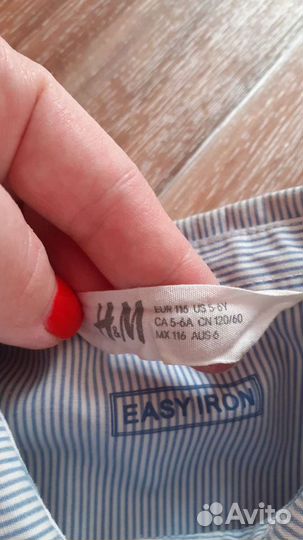 H&M
EUR 116 US 5-6Y
CA 5-6A CN 120/60
MX 116 AUS 6
EASY IRON
Avito